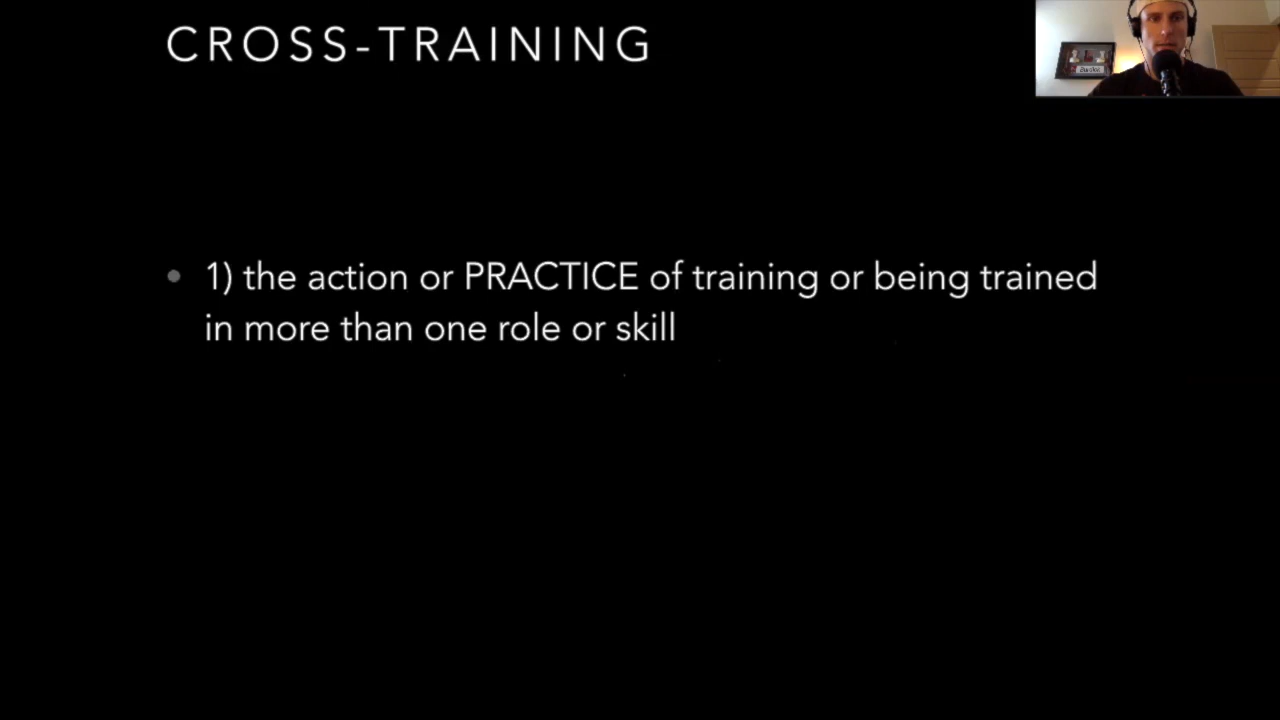 CROSS-TRAINING
• 1) the action or PRACTICE of training or being trained
in more than one role or skill